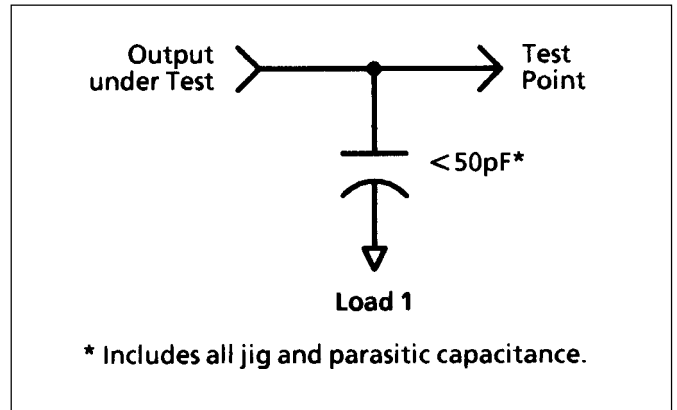 Output
under Test
Test
Point
<50pF*
Load 1
* Includes all jig and parasitic capacitance.